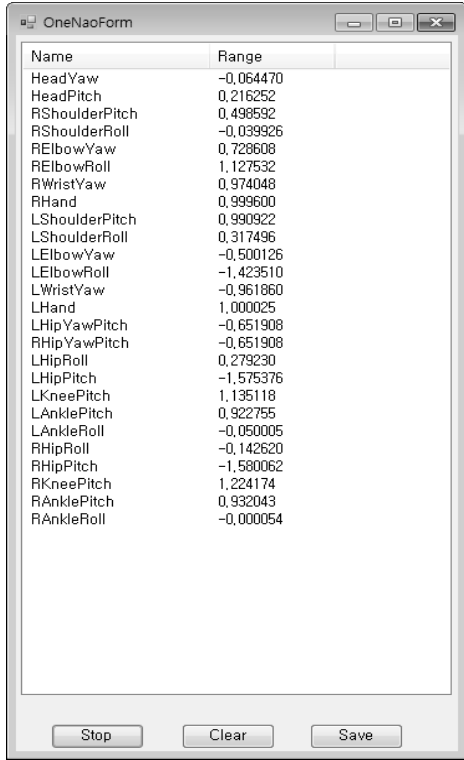 OneNaoForm
Name Range
HeadYaw -0,064470
HeadPitch 0,216252
RShoulderPitch 0,498592
RShoulderRoll -0,039926
RElbowYaw 0,728608
RElbowRoll 1,127532
RWristYaw 0,974048
RHand 0,999600
LShoulderPitch 0,990922
LShoulderRoll 0,317496
LElbowYaw -0,500126
LElbowRoll -1,423510
LWristYaw -0,961860
LHand 1,000025
LHipYawPitch -0,651908
RHipYawPitch -0,651908
LHipRoll 0,279230
LHipPitch -1,575376
LKneePitch 1,135118
LAnklePitch 0,922755
LAnkleRoll -0,050005
RHipRoll -0,142620
RHipPitch -1,580062
RKneePitch 1,224174
RAnklePitch 0,932043
RAnkleRoll -0,000054
Stop Clear Save